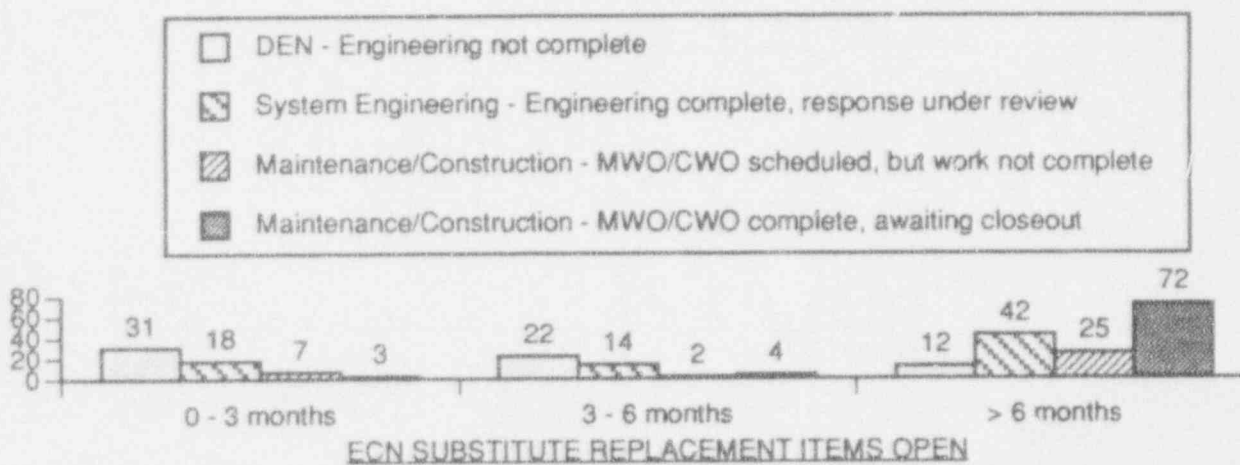 DEN - Engineering not complete
System Engineering - Engineering complete, response under review
Maintenance/Construction - MWO/CWO scheduled, but work not complete
Maintenance/Construction - MWO/CWO complete, awaiting closeout
80
60
40
20
0
31 18 7 3 22 14 2 4 12 42 25 72
0 - 3 months 3 - 6 months > 6 months
ECN SUBSTITUTE REPLACEMENT ITEMS OPEN